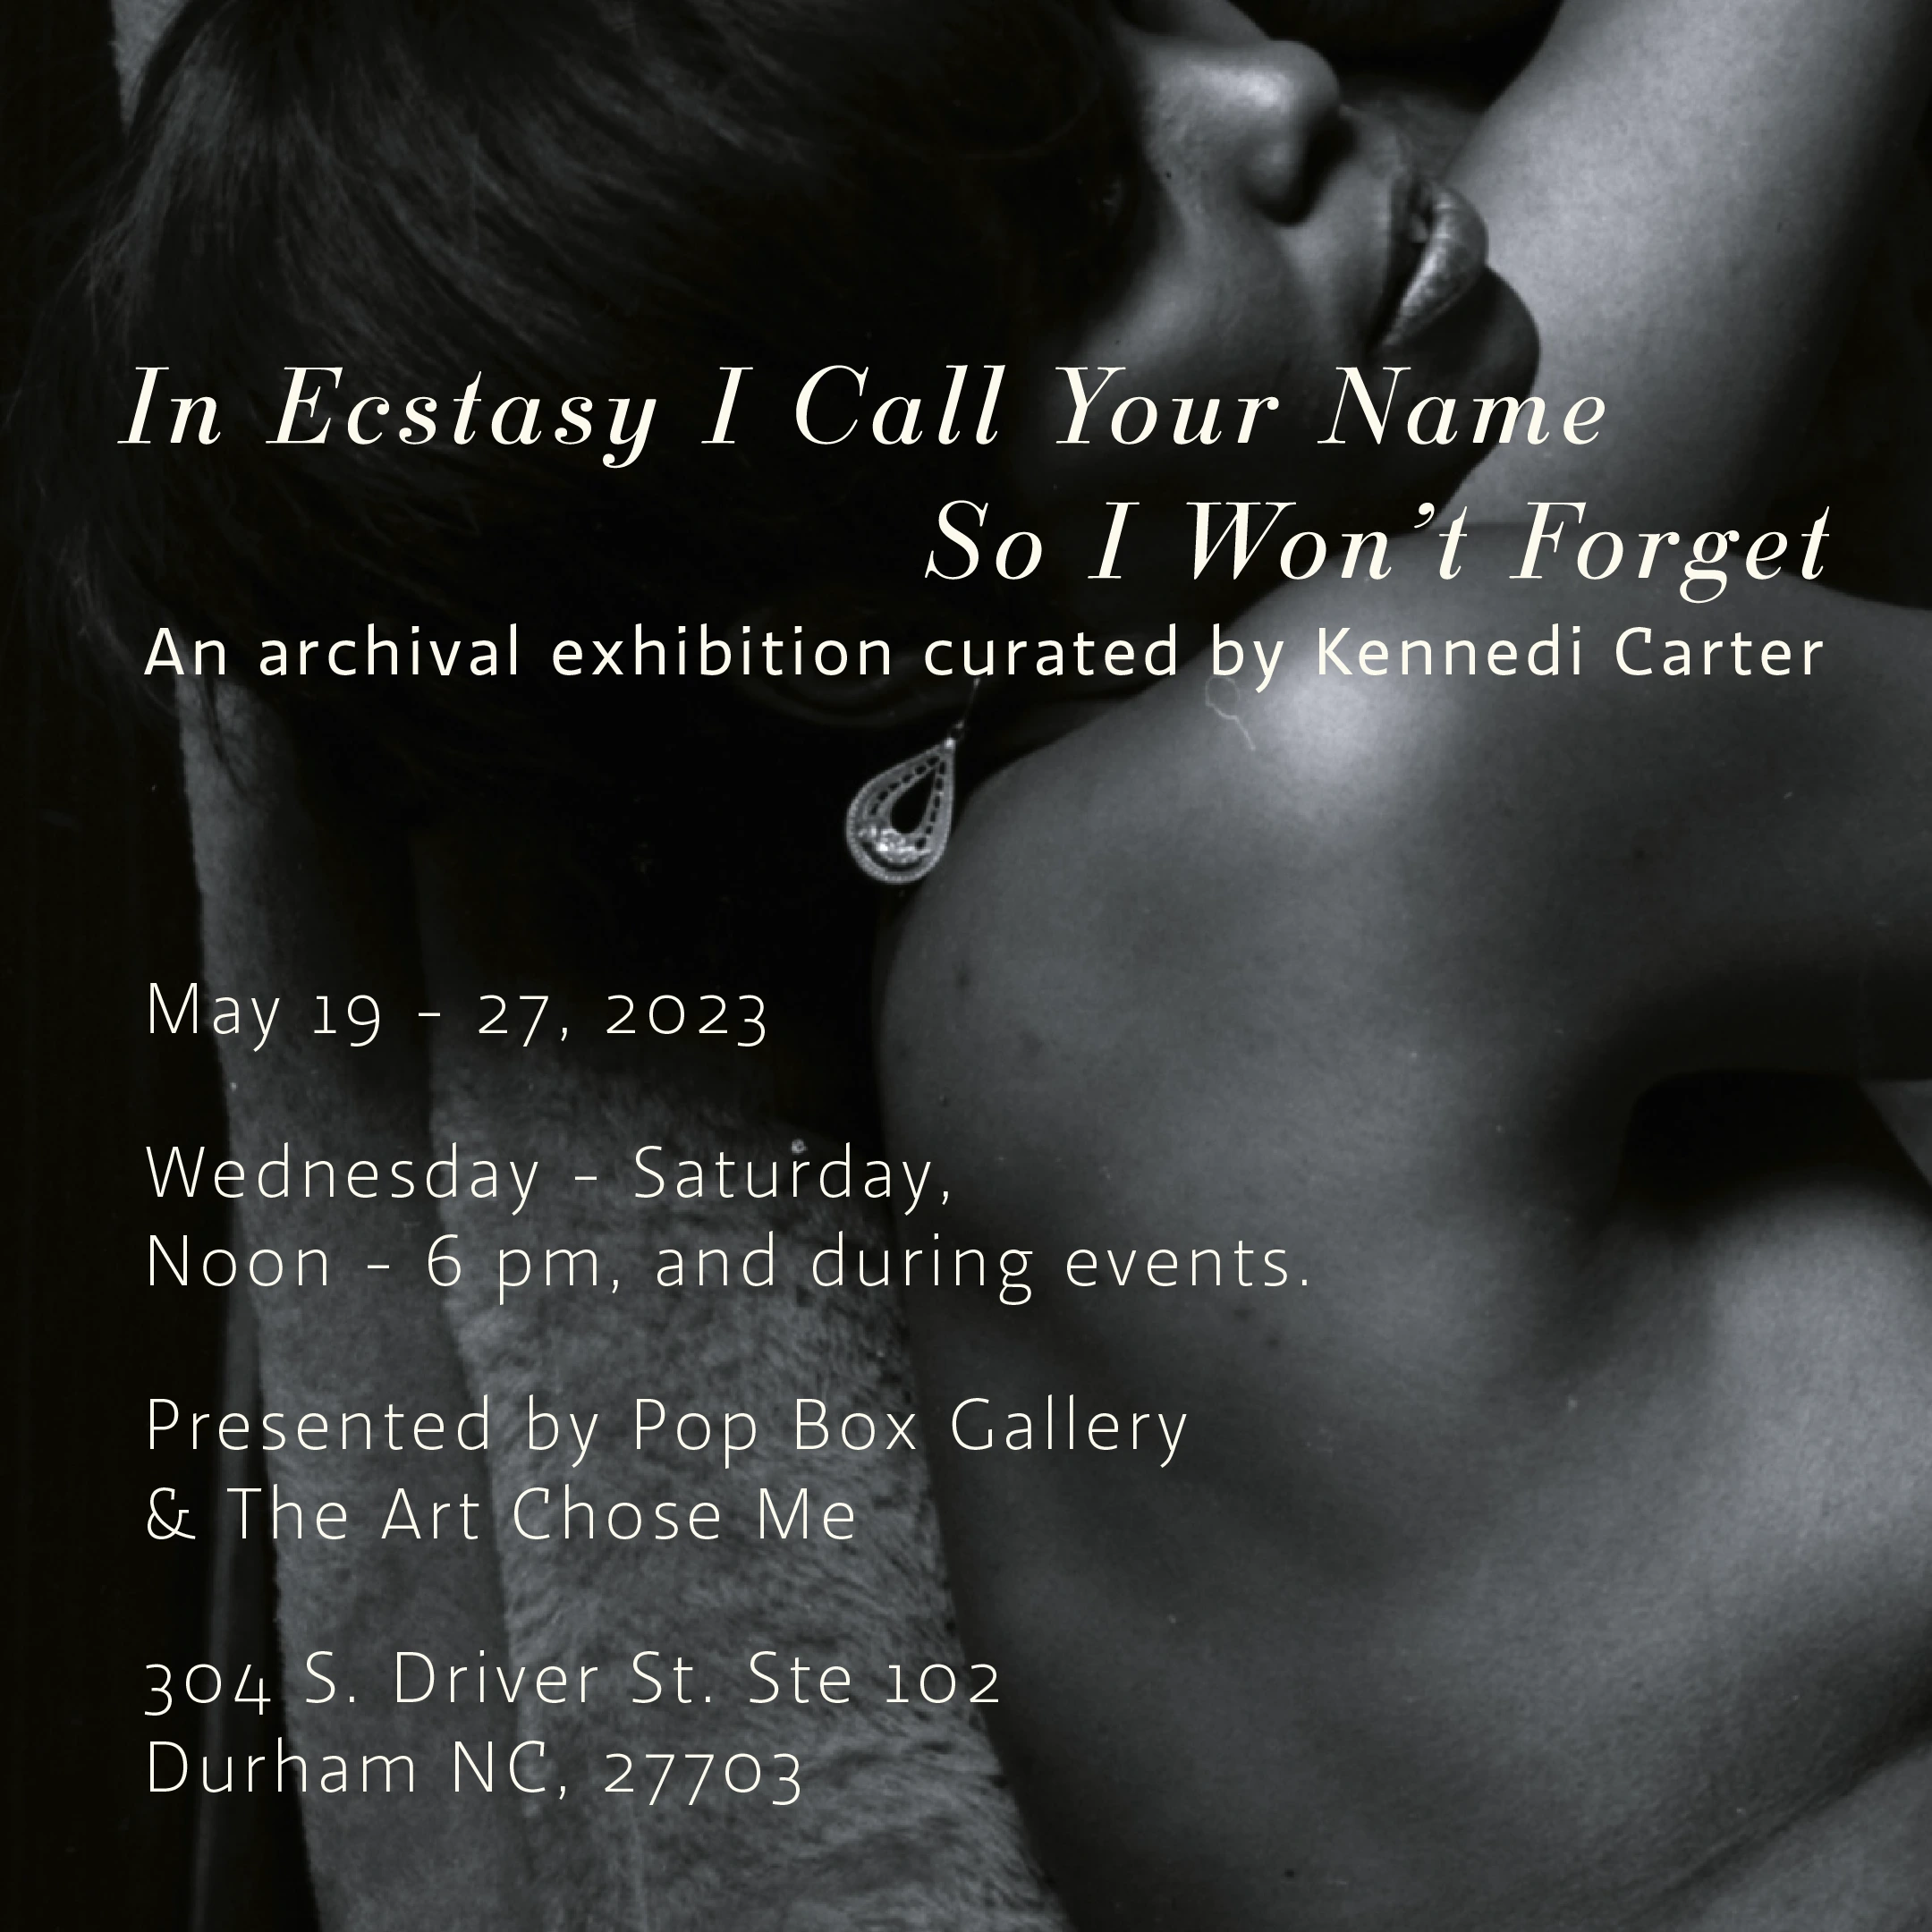 In Ecstasy I Call Your Name
So I Won’t Forget
An archival exhibition curated by Kennedi Carter
May 19 - 27, 2023
Wednesday - Saturday,
Noon - 6 pm, and during events.
Presented by Pop Box Gallery
& The Art Chose Me
304 S. Driver St. Ste 102
Durham NC, 27703